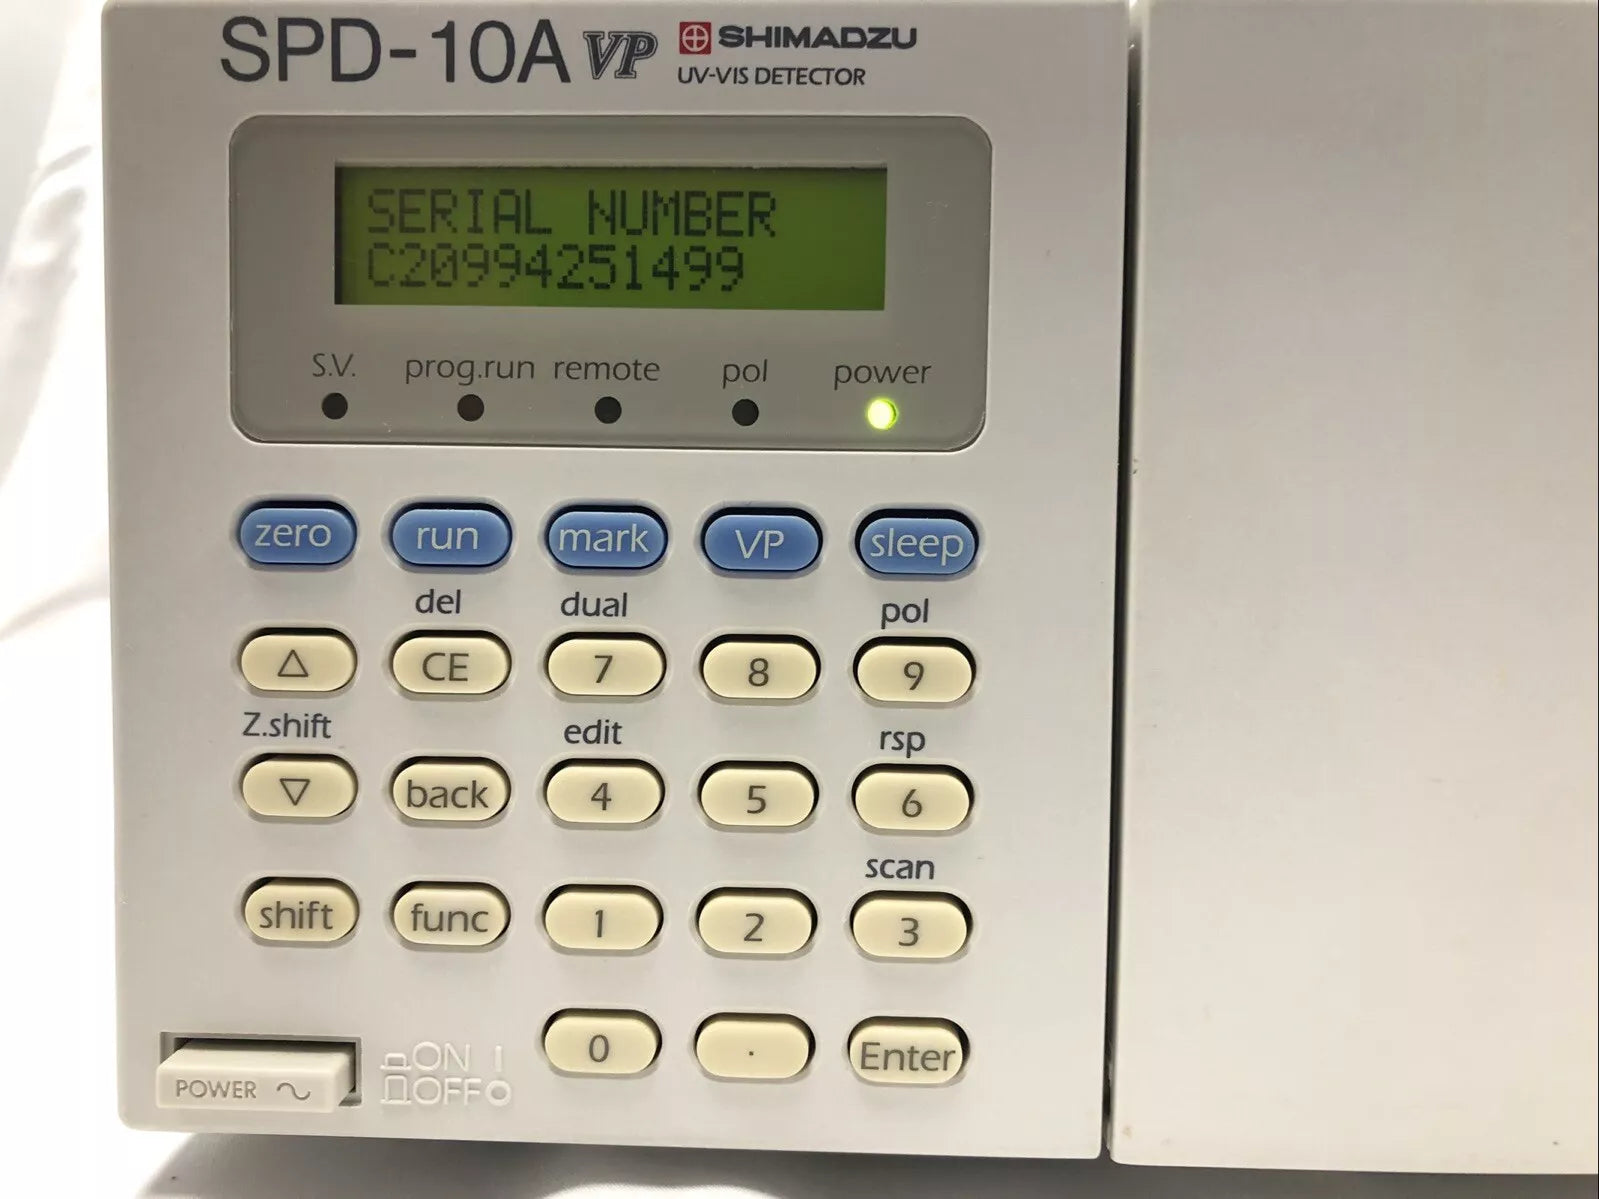 SPD-10A VP SHIMADZU
UV-VIS DETECTOR
SERIAL NUMBER
C20994251499
S.V. prog.run remote pol power
zero run mark VP sleep
del dual pol
△ CE 7 8 9
Z.shift edit rsp
▽ back 4 5 6
scan
shift func 1 2 3
0 . Enter
POWER ∿ ON I
OFF O